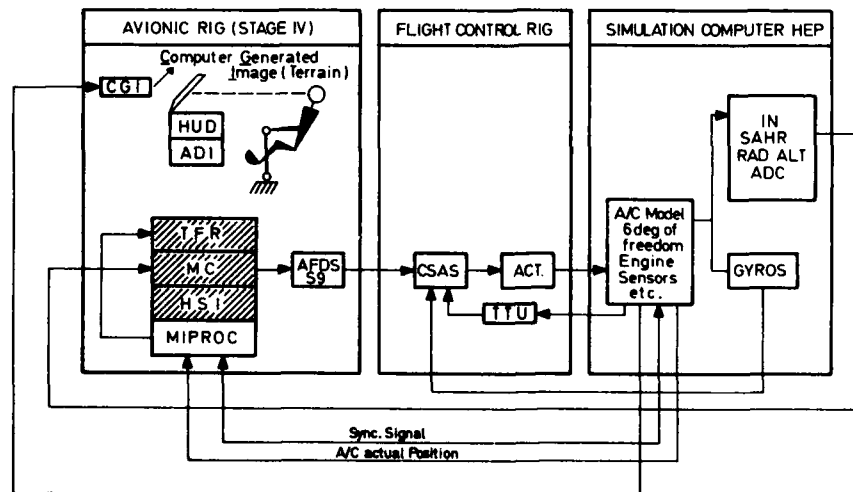 AVIONIC RIG (STAGE IV)
FLIGHT CONTROL RIG
SIMULATION COMPUTER HEP
Computer Generated
Image (Terrain)
CGI
HUD
ADI
IN
SAHR
RAD ALT
ADC
TFR
MC
HSI
MIPROC
AFDS
S9
CSAS
ACT.
TTU
A/C Model
6deg of
freedom
Engine
Sensors
etc.
GYROS
Sync. Signal
A/C actual Position